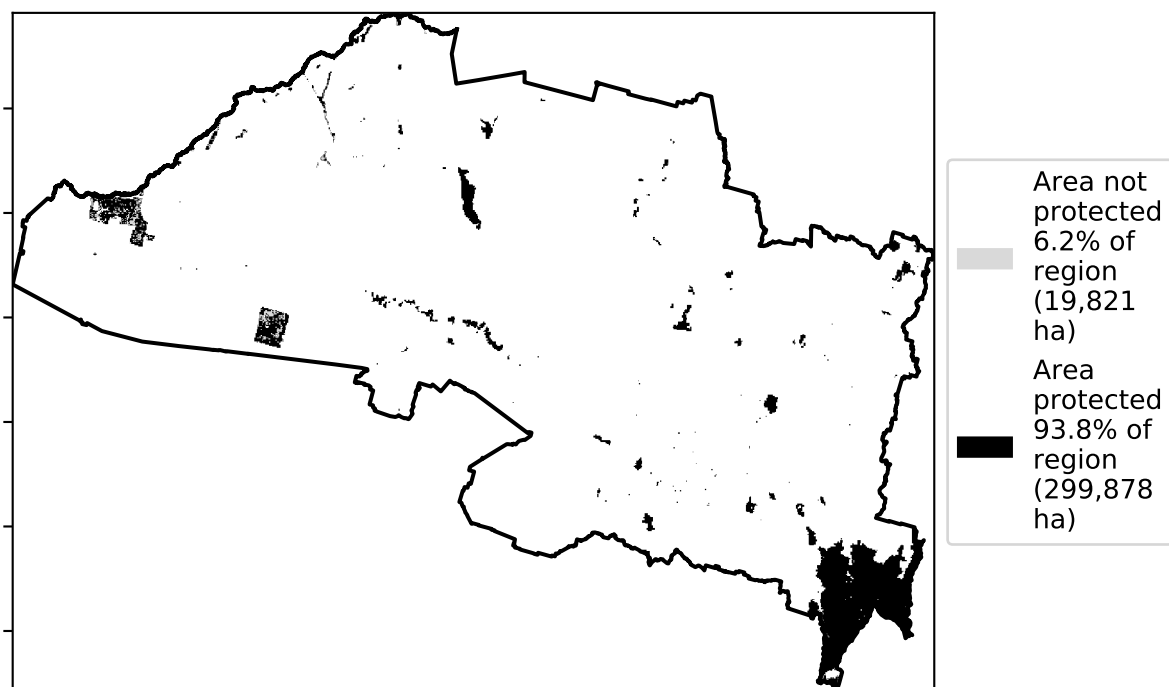 Area not
protected
6.2% of
region
(19,821
ha)
Area
protected
93.8% of
region
(299,878
ha)